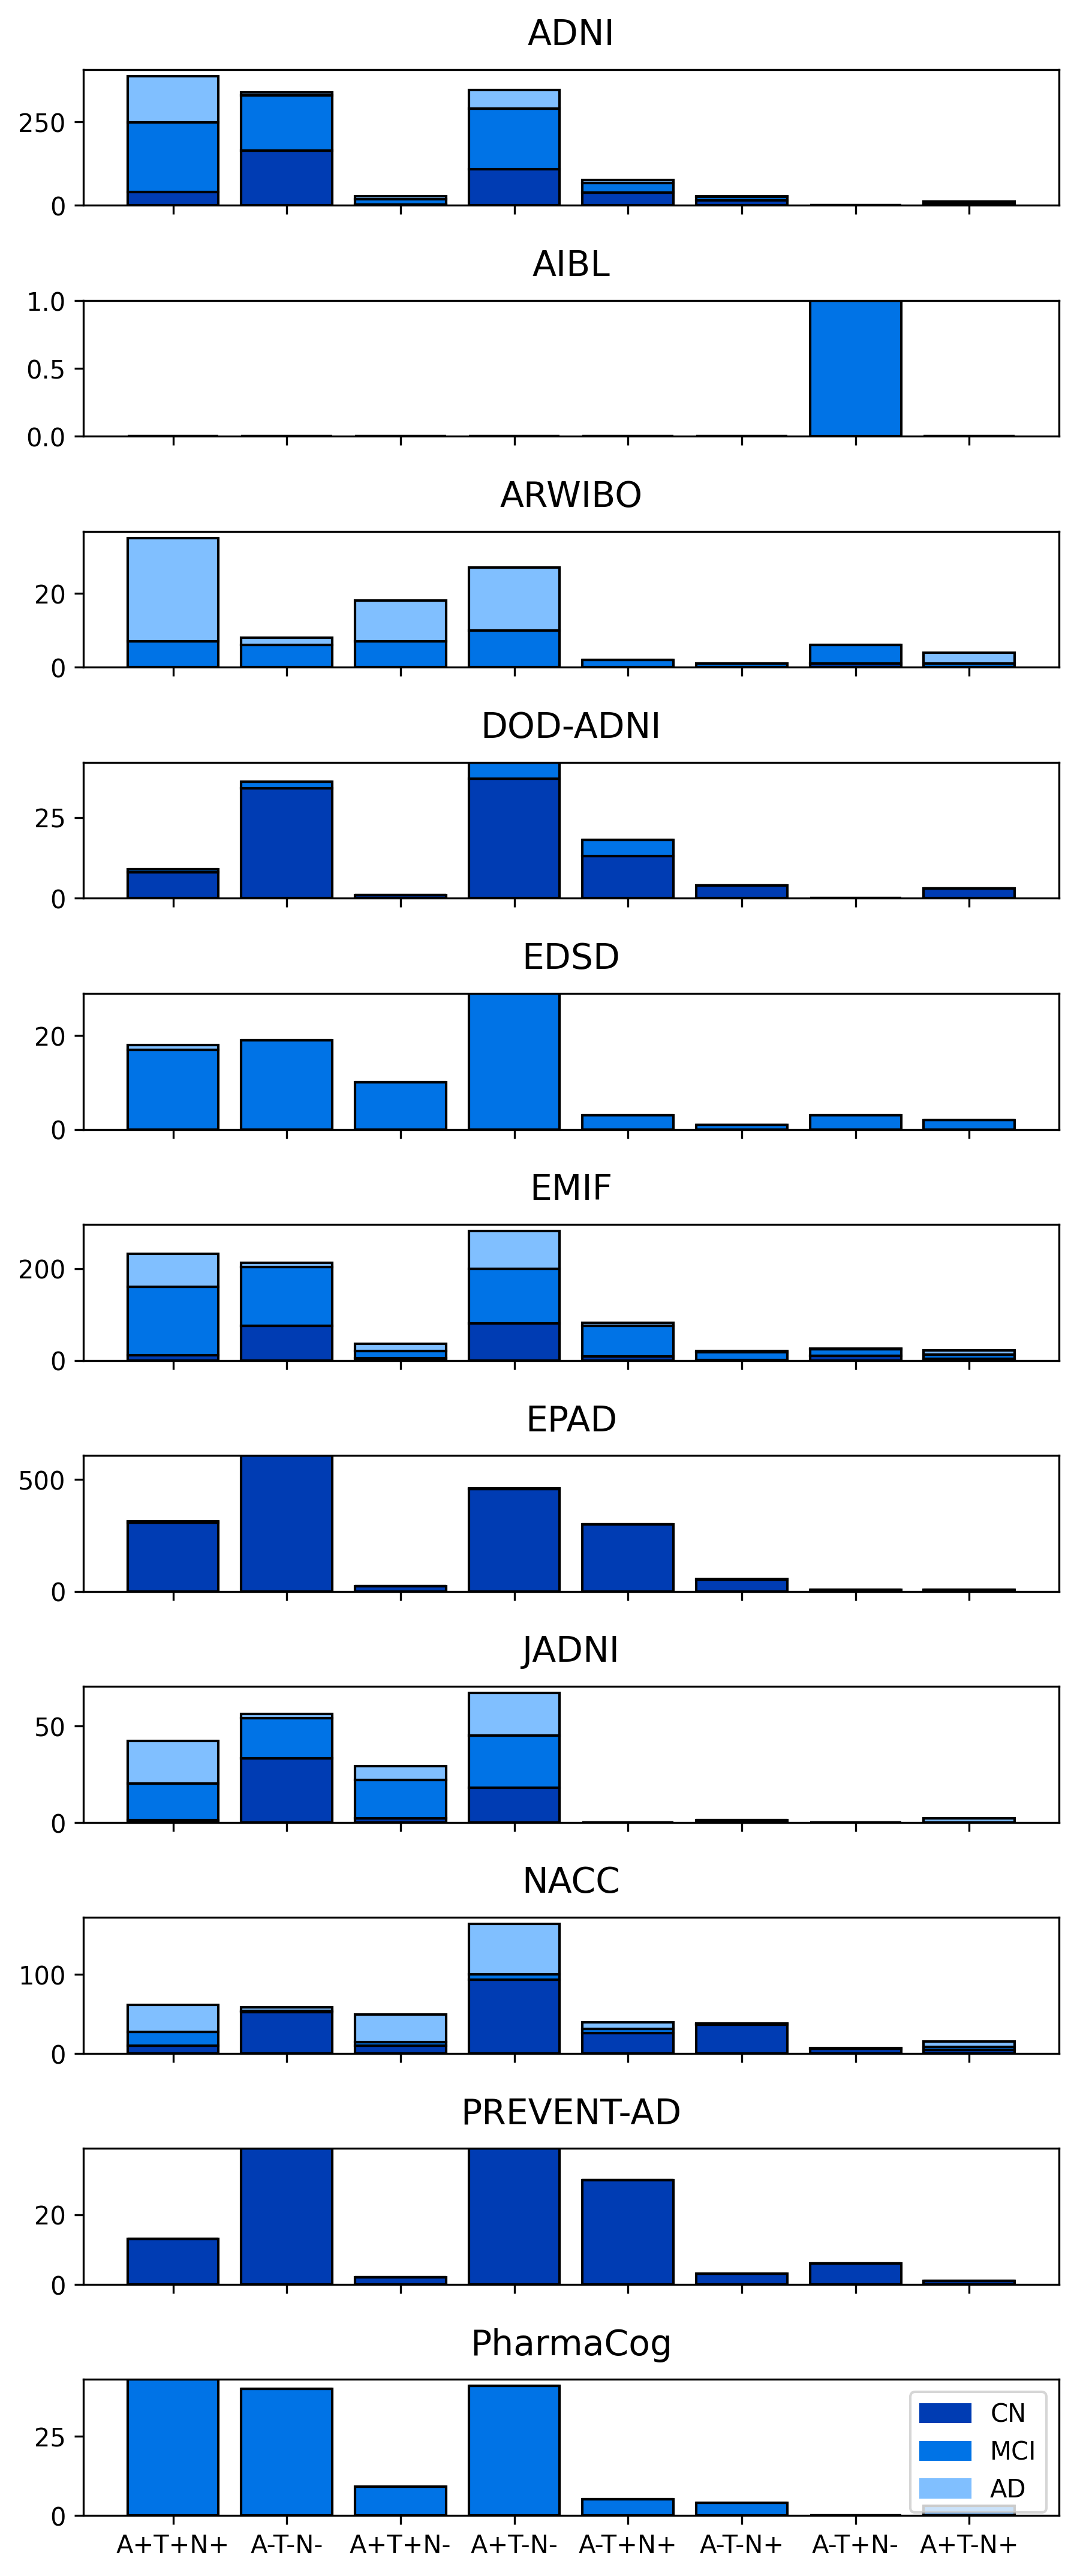 ADNI
250
0
AIBL
1.0
0.5
0.0
ARWIBO
20
0
DOD-ADNI
25
0
EDSD
20
0
EMIF
200
0
EPAD
500
0
JADNI
50
0
NACC
100
0
PREVENT-AD
20
0
PharmaCog
25
0
CN
MCI
AD
A+T+N+ A-T-N- A+T+N- A+T-N- A-T+N+ A-T-N+ A-T+N- A+T-N+